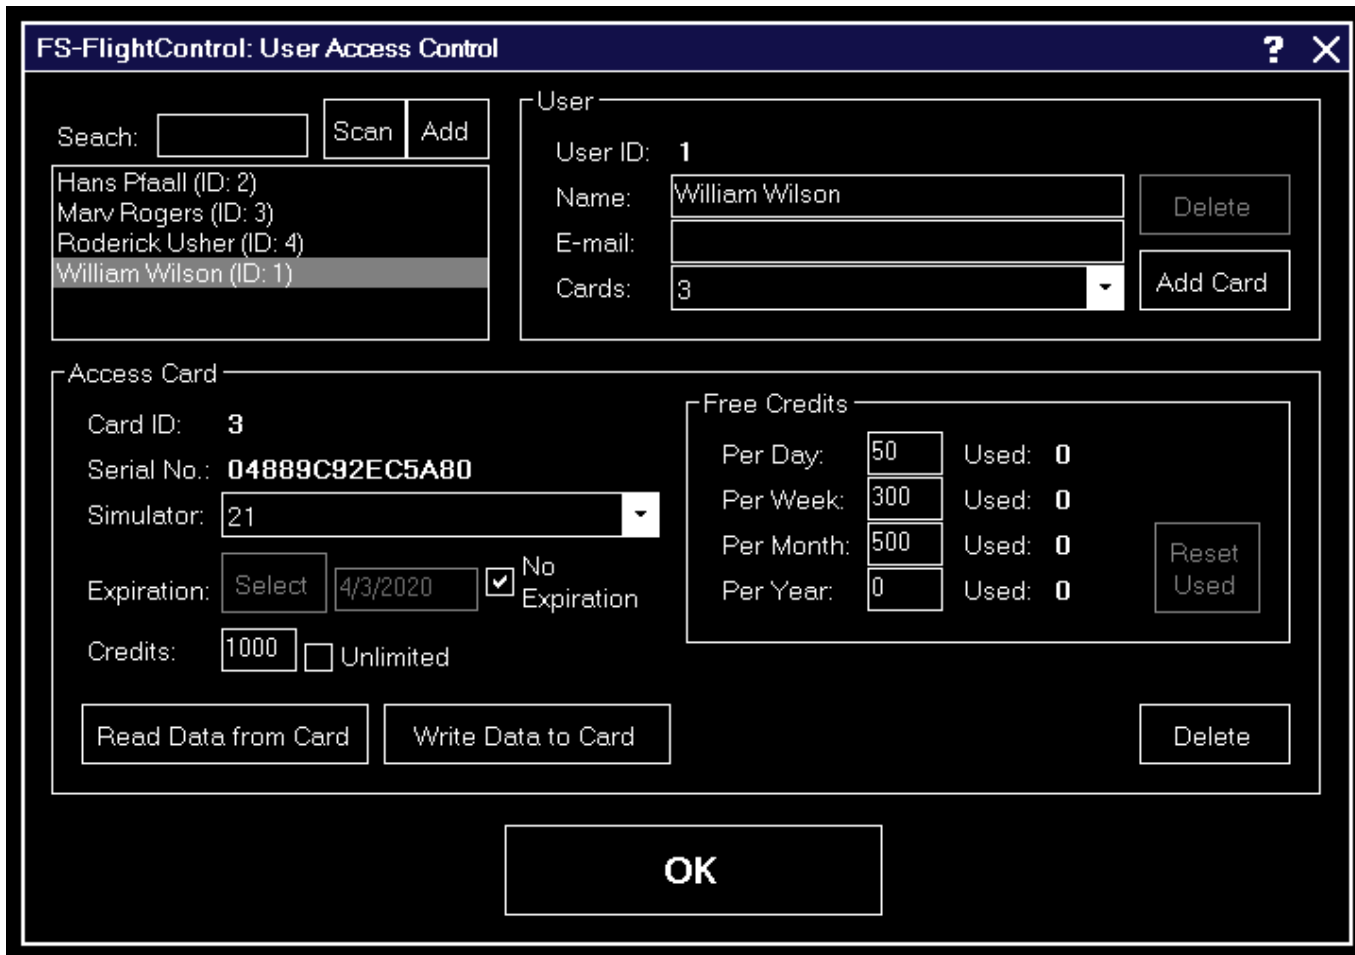 FS-FlightControl: User Access Control ?
Seach: Scan Add
Hans Pfaall (ID: 2)
Marv Rogers (ID: 3)
Roderick Usher (ID: 4)
William Wilson (ID: 1)
User
User ID: 1
Name: William Wilson
Delete
E-mail:
Cards: 3
Add Card
Access Card
Card ID: 3
Serial No.: 04889C92EC5A80
Simulator: 21
Expiration: Select 4/3/2020 No
Expiration
Credits: 1000 Unlimited
Free Credits
Per Day: 50 Used: 0
Per Week: 300 Used: 0
Per Month: 500 Used: 0
Per Year: 0 Used: 0
Reset
Used
Read Data from Card Write Data to Card Delete
OK